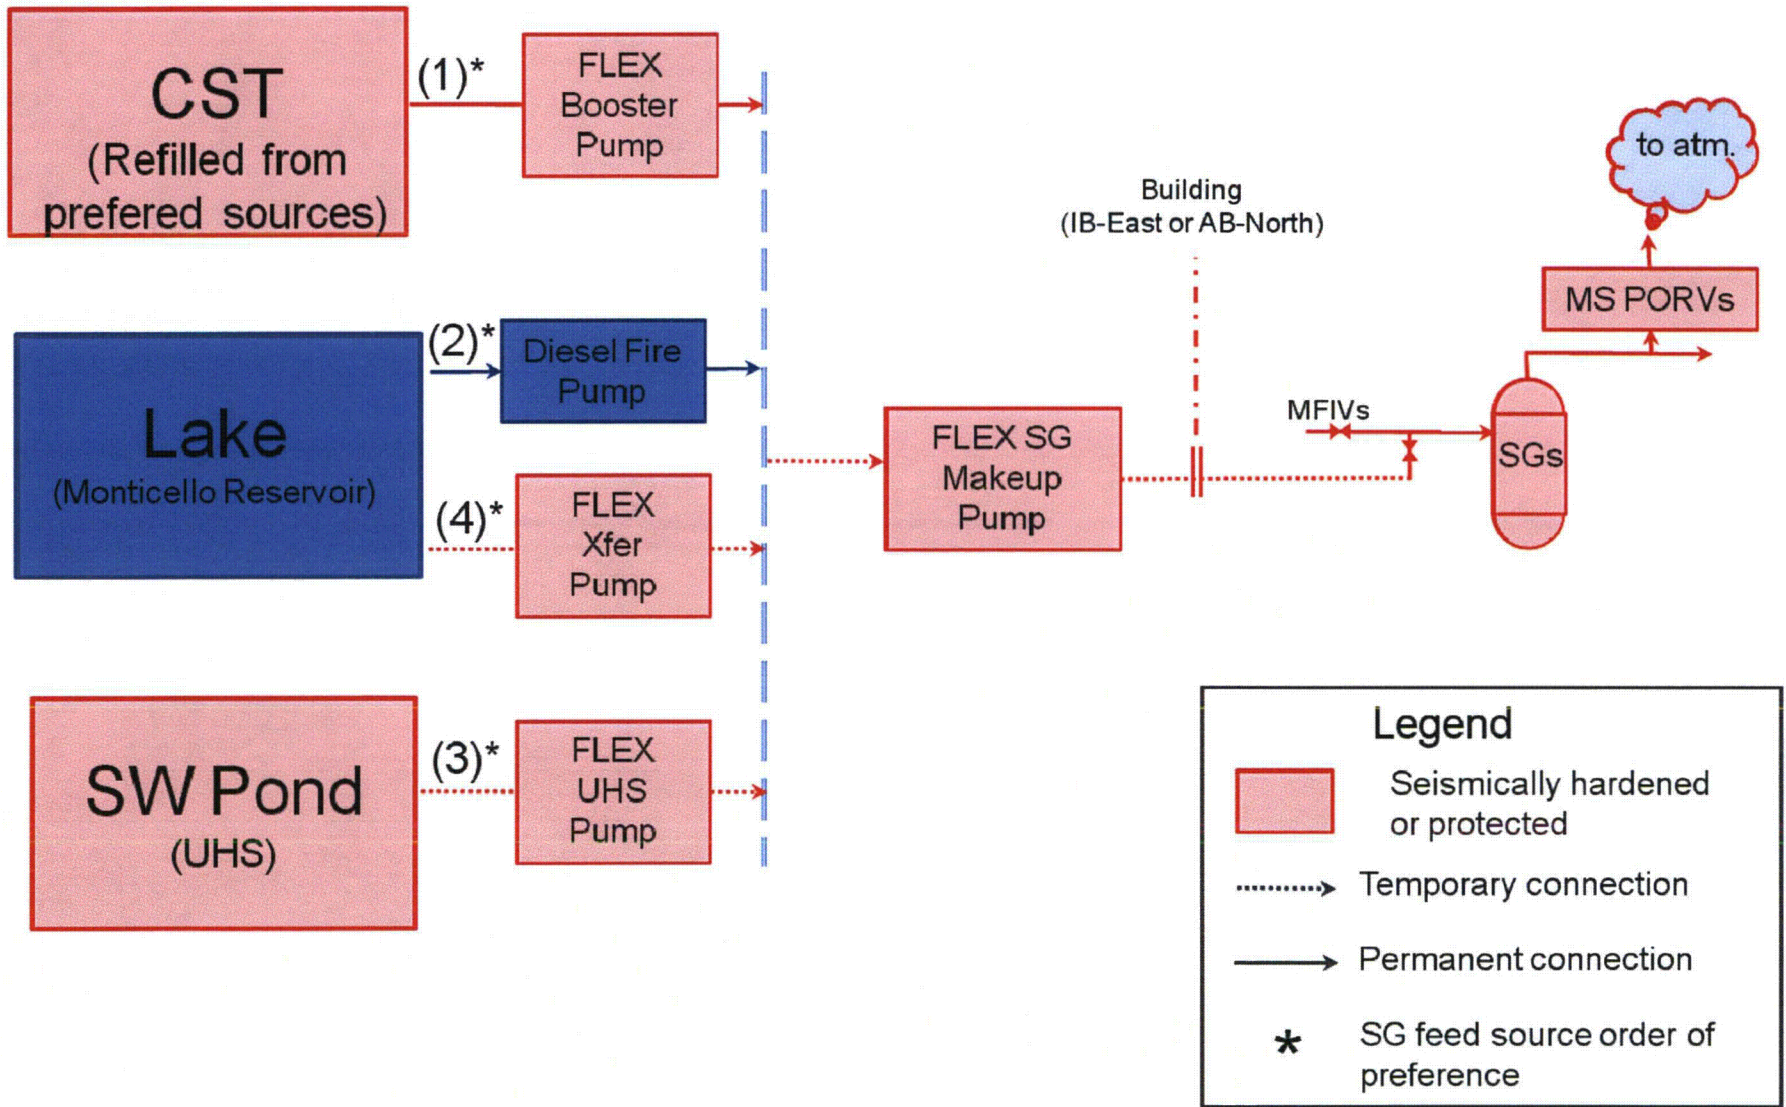 CST
(Refilled from
prefered sources)
(1)*
FLEX
Booster
Pump
Lake
(Monticello Reservoir)
(2)*
Diesel Fire
Pump
(4)*
FLEX
Xfer
Pump
SW Pond
(UHS)
(3)*
FLEX
UHS
Pump
FLEX SG
Makeup
Pump
Building
(IB-East or AB-North)
MFIVs
SGs
MS PORVs
to atm.
Legend
Seismically hardened
or protected
Temporary connection
Permanent connection
* SG feed source order of
preference